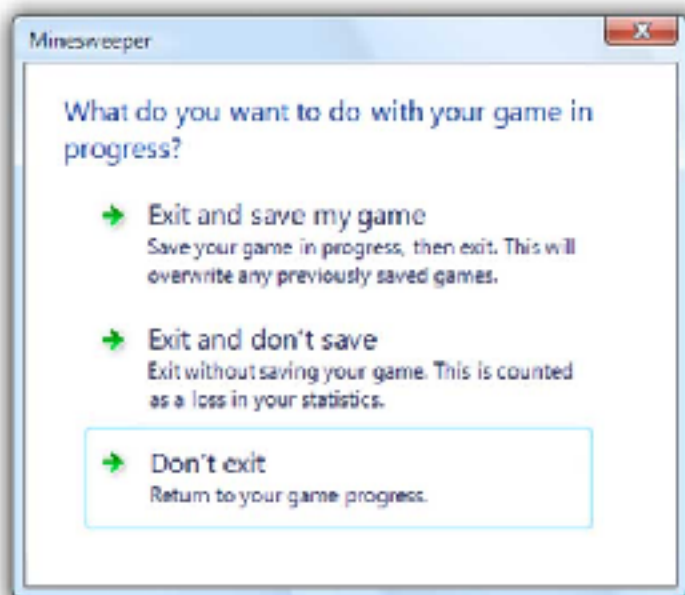 Minesweeper
What do you want to do with your game in
progress?
Exit and save my game
Save your game in progress, then exit. This will
overwrite any previously saved games.
Exit and don't save
Exit without saving your game. This is counted
as a loss in your statistics.
Don't exit
Return to your game progress.